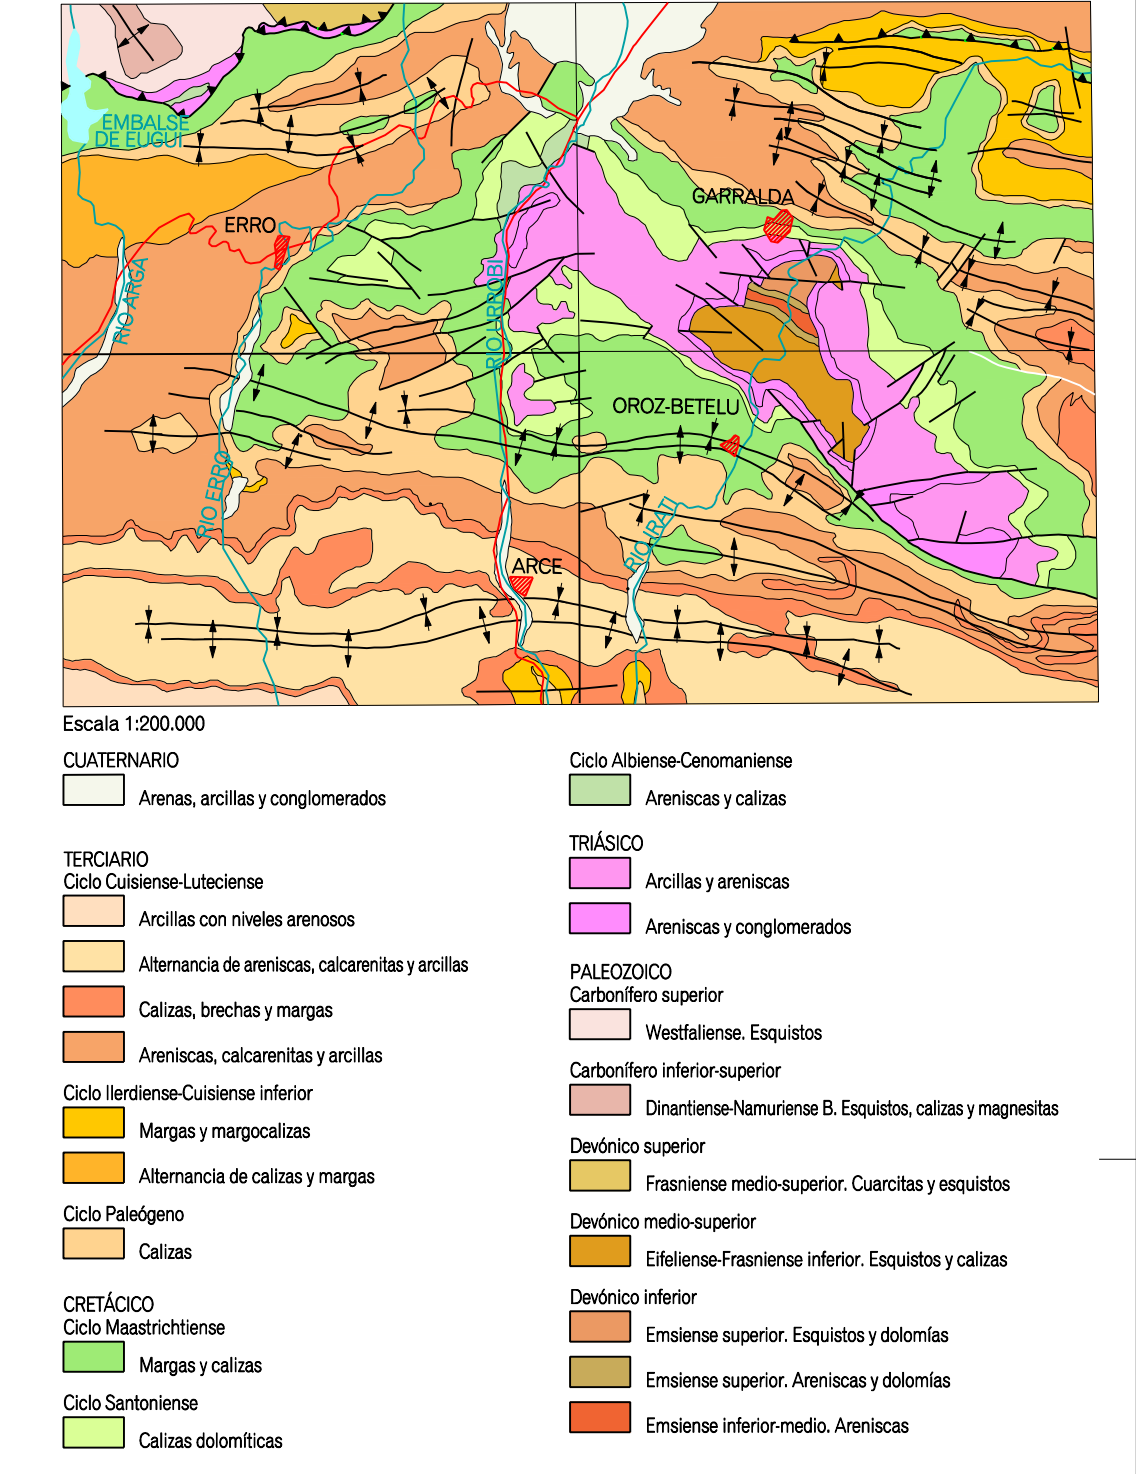 EMBALSE
DE EUGUI
ERRO
GARRALDA
RIO ARGA
RIO URROBI
OROZ-BETELU
RIO ERRO
RIO IRATI
ARCE
Escala 1:200.000
CUATERNARIO
Arenas, arcillas y conglomerados
TERCIARIO
Ciclo Cuisiense-Luteciense
Arcillas con niveles arenosos
Alternancia de areniscas, calcarenitas y arcillas
Calizas, brechas y margas
Areniscas, calcarenitas y arcillas
Ciclo Ilerdiense-Cuisiense inferior
Margas y margocalizas
Alternancia de calizas y margas
Ciclo Paleógeno
Calizas
CRETÁCICO
Ciclo Maastrichtiense
Margas y calizas
Ciclo Santoniense
Calizas dolomíticas
Ciclo Albiense-Cenomaniense
Areniscas y calizas
TRIÁSICO
Arcillas y areniscas
Areniscas y conglomerados
PALEOZOICO
Carbonífero superior
Westfaliense. Esquistos
Carbonífero inferior-superior
Dinantiense-Namuriense B. Esquistos, calizas y magnesitas
Devónico superior
Frasniense medio-superior. Cuarcitas y esquistos
Devónico medio-superior
Eifeliense-Frasniense inferior. Esquistos y calizas
Devónico inferior
Emsiense superior. Esquistos y dolomías
Emsiense superior. Areniscas y dolomías
Emsiense inferior-medio. Areniscas